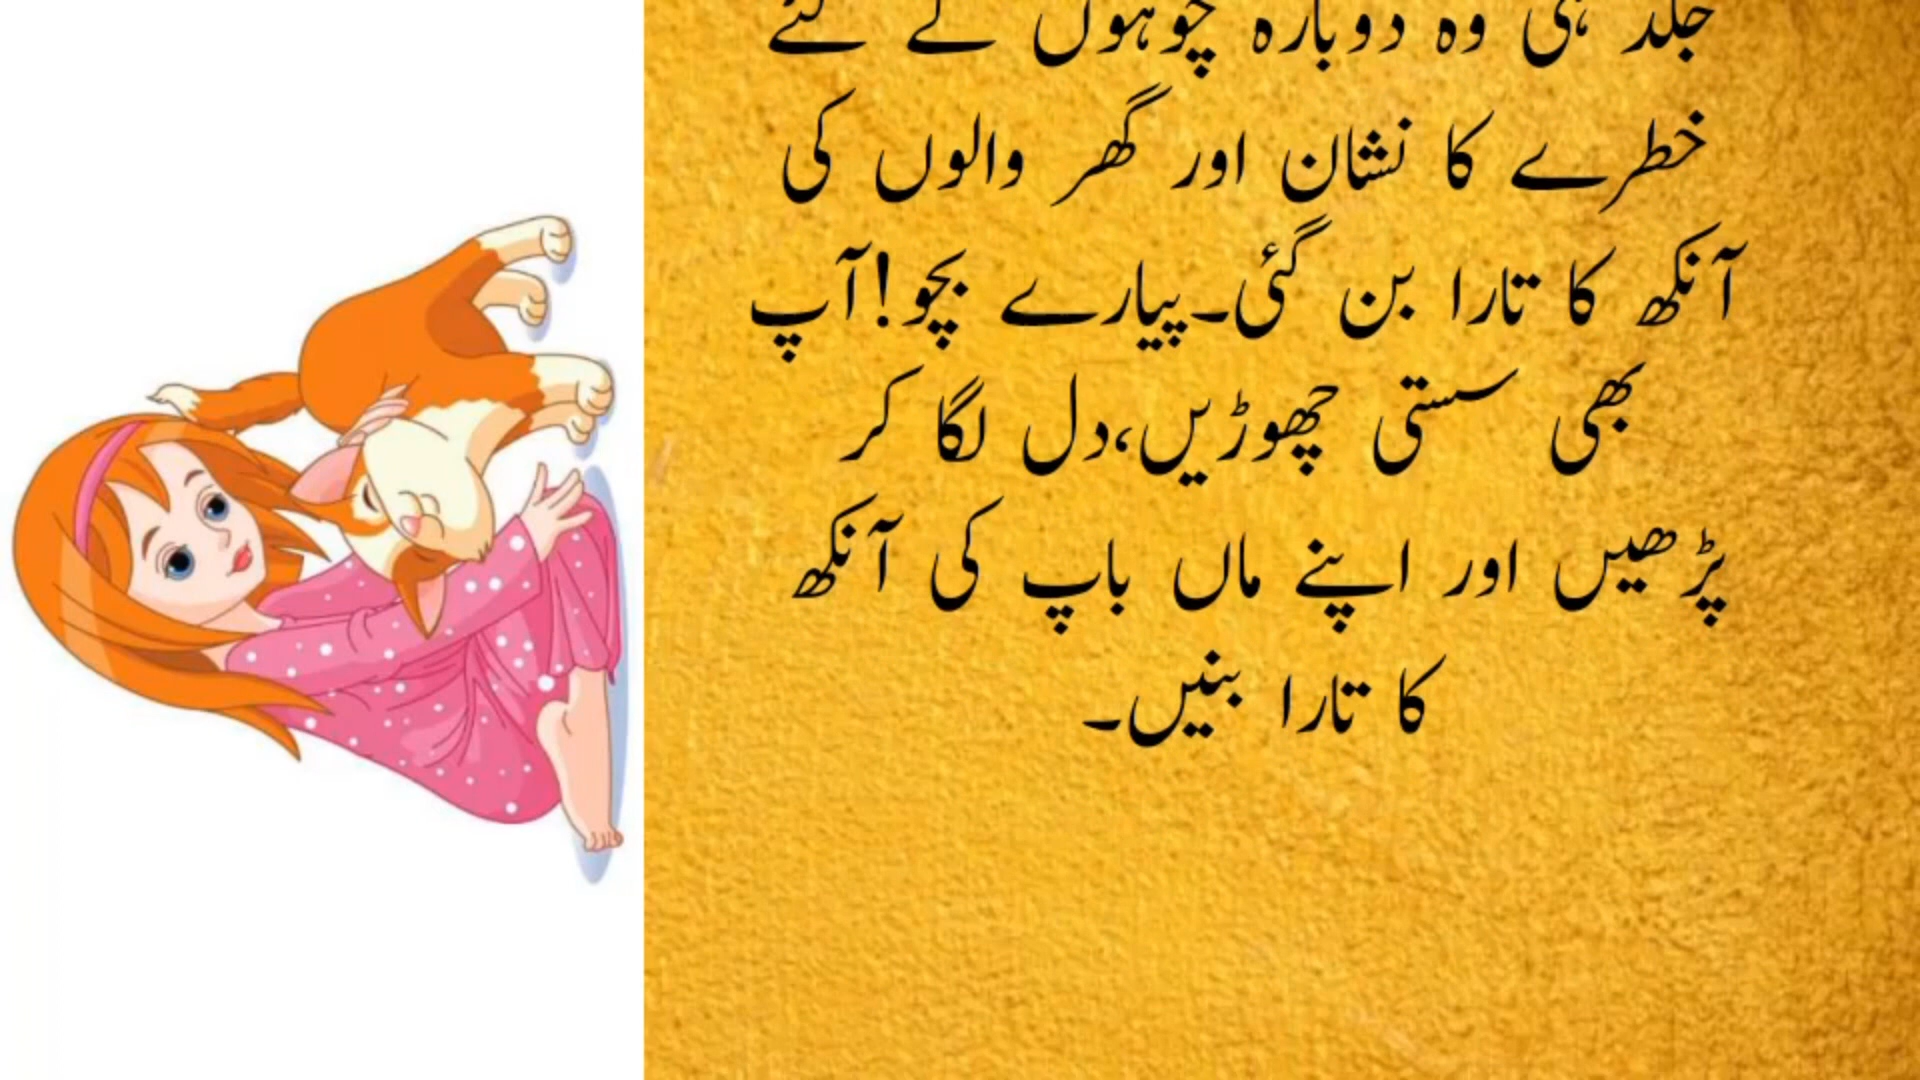 جلد ہی وہ دوبارہ چوہوں کے لئے
خطرے کا نشان اور گھر والوں کی
آنکھ کا تارا بن گئی۔پیارے بچو!آپ
بھی سستی چھوڑیں،دل لگا کر
پڑھیں اور اپنے ماں باپ کی آنکھ
کا تارا بنیں۔